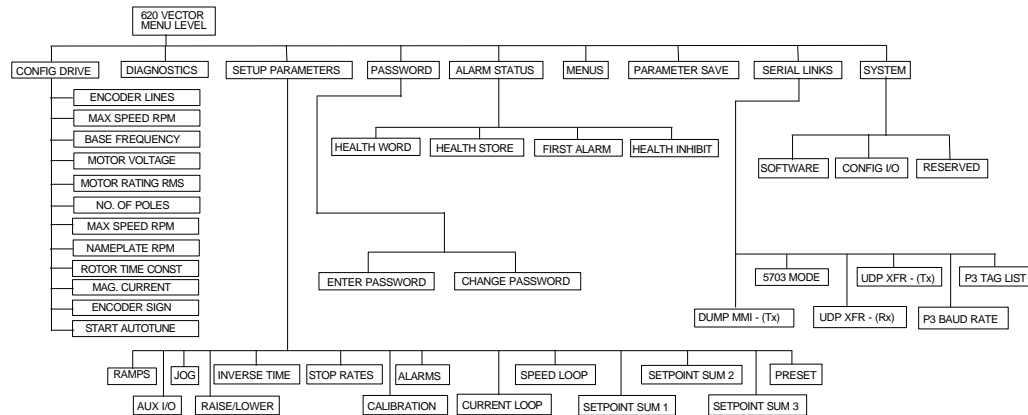 620 VECTOR
MENU LEVEL
CONFIG DRIVE
DIAGNOSTICS
SETUP PARAMETERS
PASSWORD
ALARM STATUS
MENUS
PARAMETER SAVE
SERIAL LINKS
SYSTEM
ENCODER LINES
MAX SPEED RPM
BASE FREQUENCY
MOTOR VOLTAGE
MOTOR RATING RMS
NO. OF POLES
MAX SPEED RPM
NAMEPLATE RPM
ROTOR TIME CONST
MAG. CURRENT
ENCODER SIGN
START AUTOTUNE
HEALTH WORD
HEALTH STORE
FIRST ALARM
HEALTH INHIBIT
SOFTWARE
CONFIG I/O
RESERVED
ENTER PASSWORD
CHANGE PASSWORD
5703 MODE
UDP XFR - (Tx)
P3 TAG LIST
DUMP MMI - (Tx)
UDP XFR - (Rx)
P3 BAUD RATE
RAMPS
JOG
INVERSE TIME
STOP RATES
ALARMS
SPEED LOOP
SETPOINT SUM 2
PRESET
AUX I/O
RAISE/LOWER
CALIBRATION
CURRENT LOOP
SETPOINT SUM 1
SETPOINT SUM 3